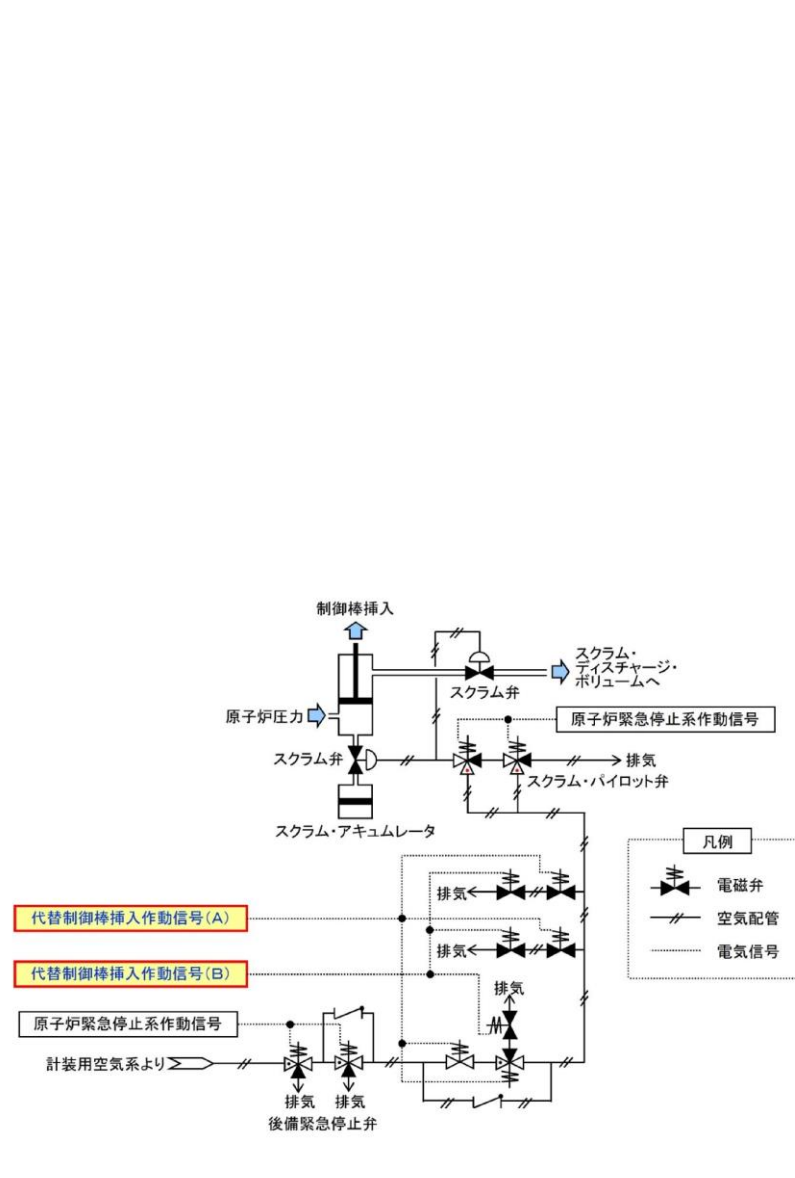 制御棒挿入
スクラム・
ディスチャージ・
ボリュームへ
スクラム弁
原子炉圧力
原子炉緊急停止系作動信号
スクラム弁
排気
スクラム・パイロット弁
スクラム・アキュムレータ
凡例
電磁弁
空気配管
電気信号
排気
代替制御棒挿入作動信号(A)
排気
代替制御棒挿入作動信号(B)
排気
原子炉緊急停止系作動信号
計装用空気系より
排気
排気
後備緊急停止弁